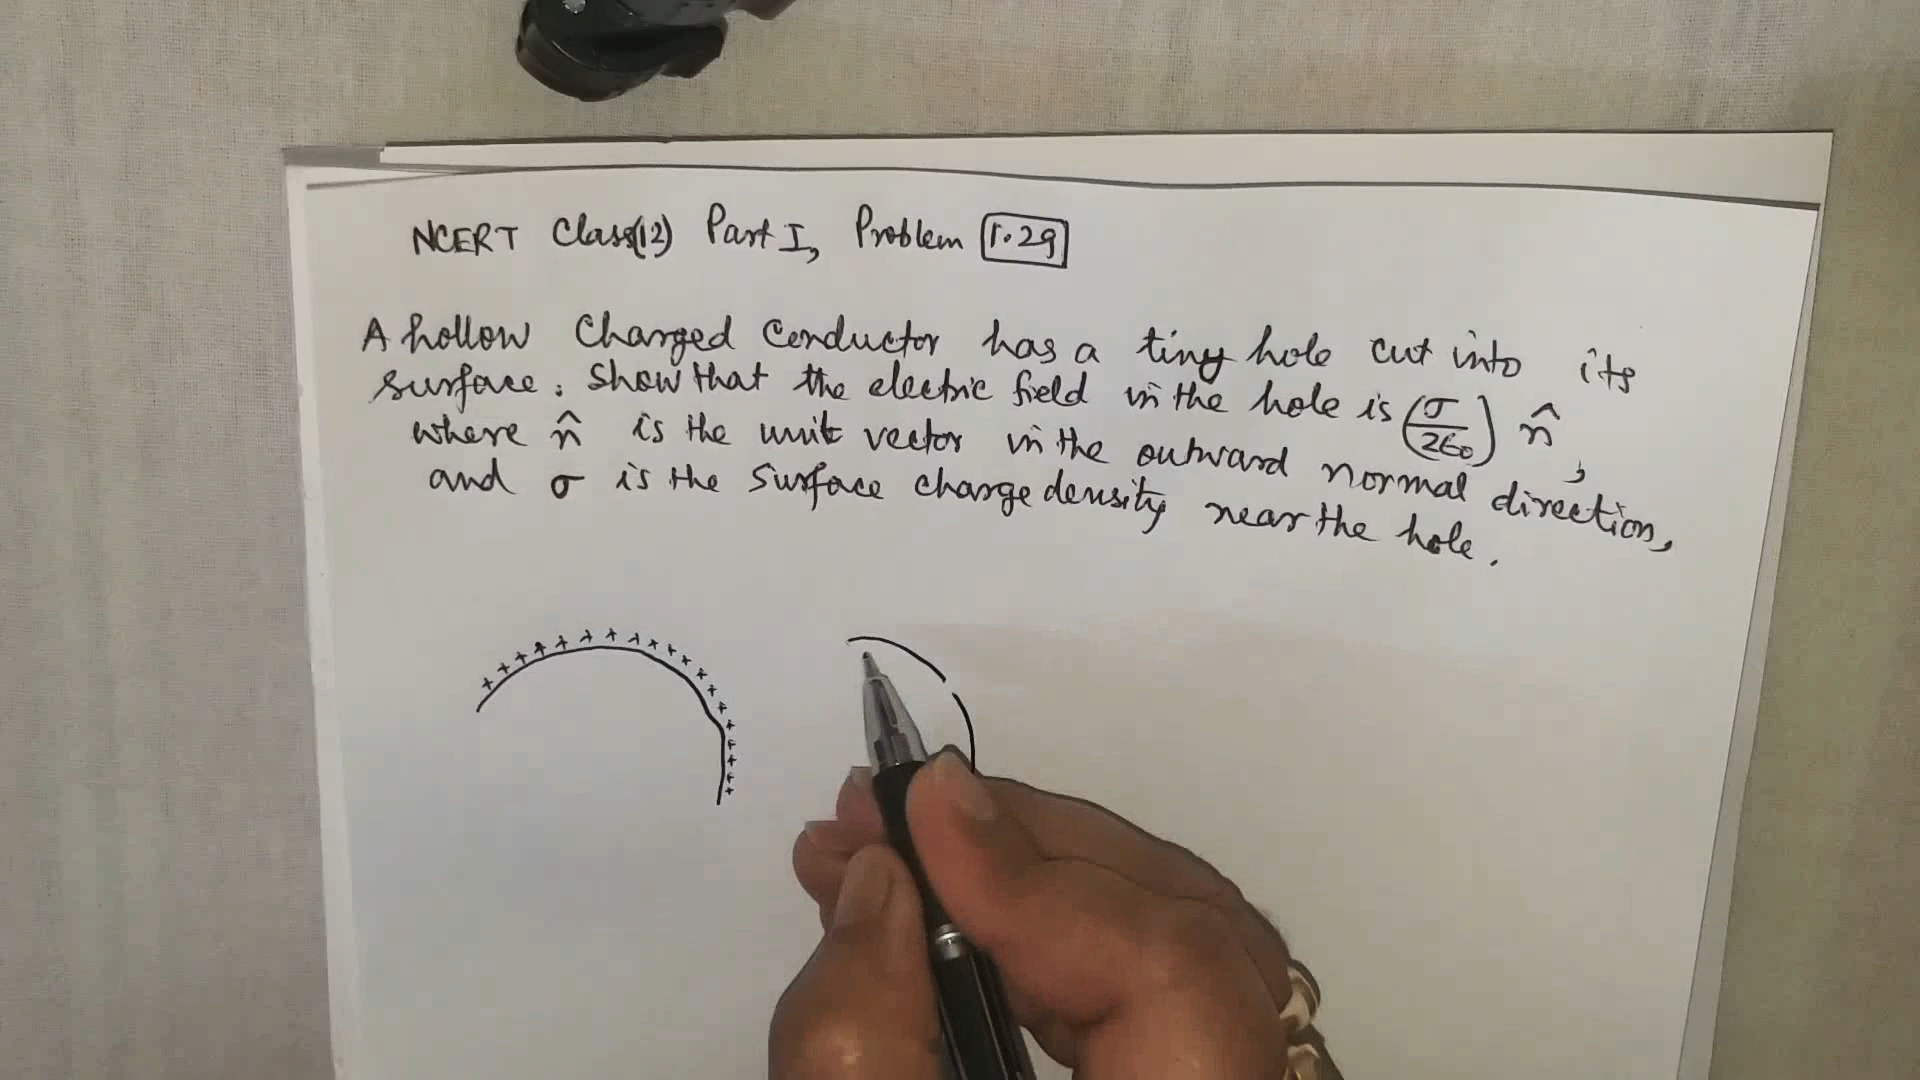 NCERT Class(12) Part I, Problem 1.29
A hollow Charged Conductor has a tiny hole cut into its
surface. Show that the electric field in the hole is (σ/2ϵ₀) n̂,
where n̂ is the unit vector in the outward normal direction,
and σ is the surface charge density near the hole.